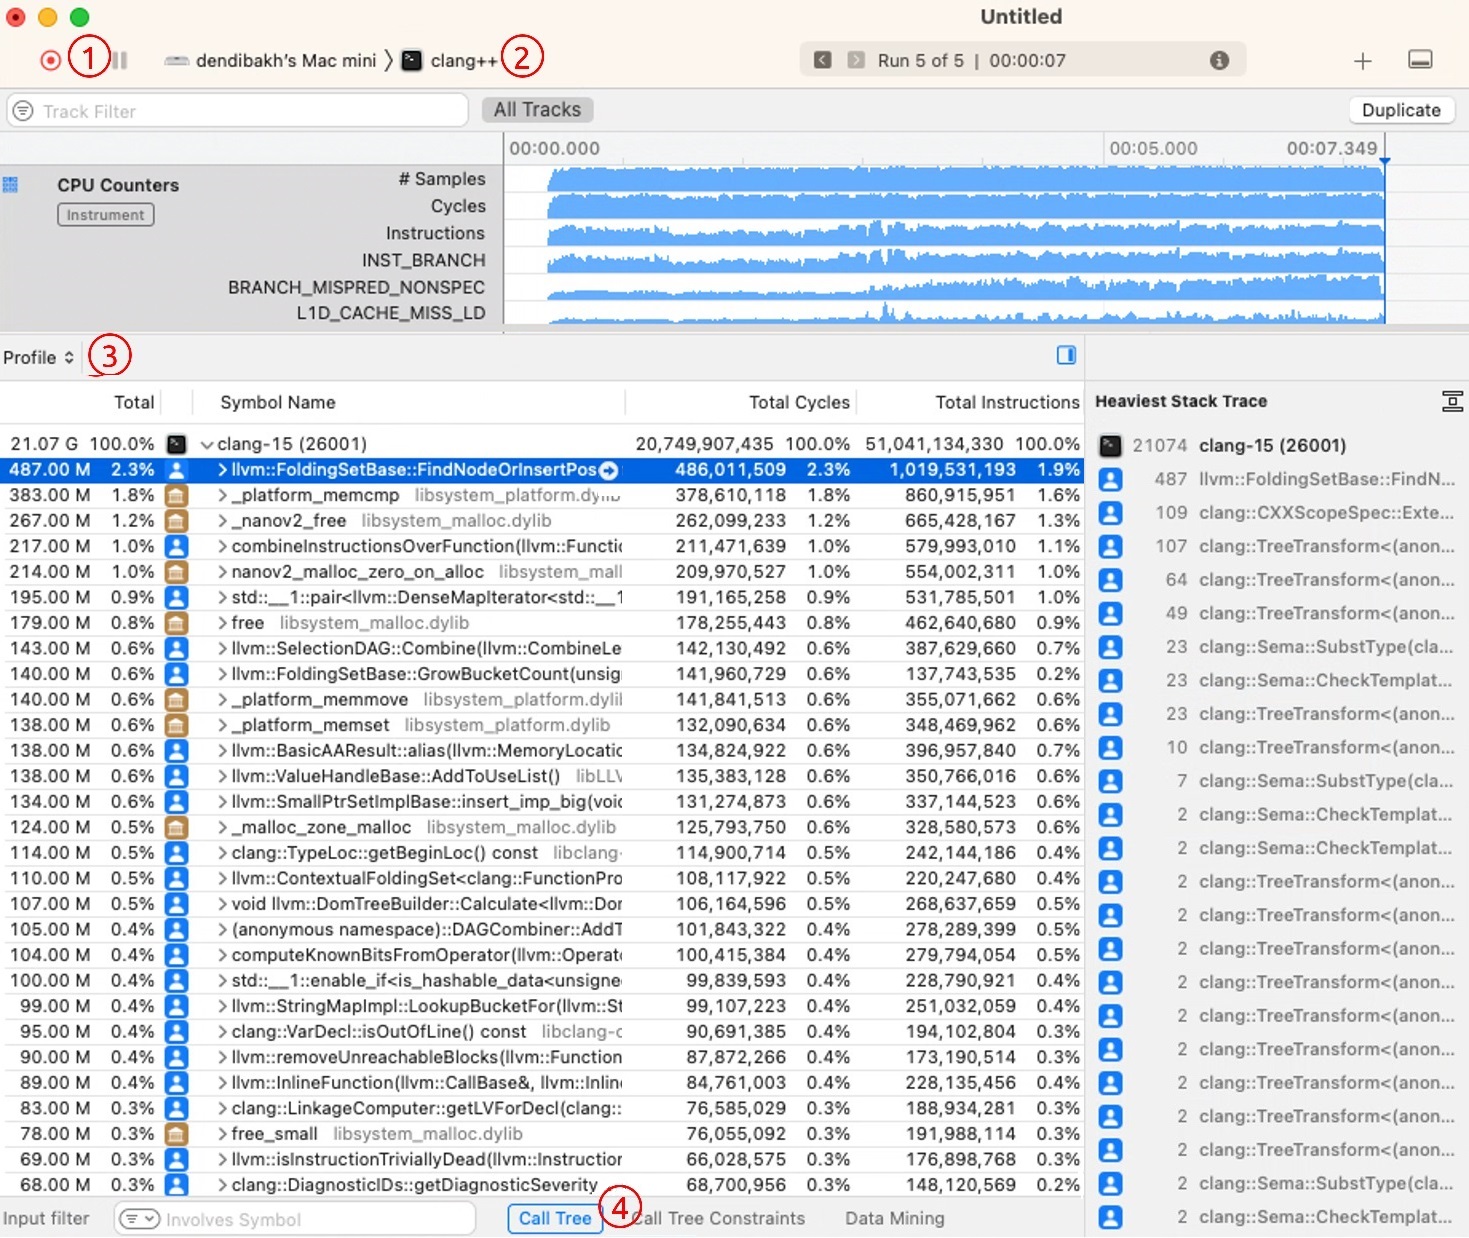 Untitled
1 dendibakh's Mac mini clang++ 2 Run 5 of 5 | 00:00:07
Track Filter All Tracks Duplicate
00:00.000 00:05.000 00:07.349
CPU Counters
Instrument
# Samples
Cycles
Instructions
INST_BRANCH
BRANCH_MISPRED_NONSPEC
L1D_CACHE_MISS_LD
Profile 3
Total Symbol Name Total Cycles Total Instructions
21.07 G 100.0% clang-15 (26001) 20,749,907,435 100.0% 51,041,134,330 100.0%
487.00 M 2.3% llvm::FoldingSetBase::FindNodeOrInsertPos 486,011,509 2.3% 1,019,531,193 1.9%
383.00 M 1.8% _platform_memcmp libsystem_platform.dylib 378,610,118 1.8% 860,915,951 1.6%
267.00 M 1.2% _nanov2_free libsystem_malloc.dylib 262,099,233 1.2% 665,428,167 1.3%
217.00 M 1.0% combineInstructionsOverFunction(llvm::Functic 211,471,639 1.0% 579,993,010 1.1%
214.00 M 1.0% nanov2_malloc_zero_on_alloc libsystem_mall 209,970,527 1.0% 554,002,311 1.0%
195.00 M 0.9% std::__1::pair<llvm::DenseMapIterator<std::__1 191,165,258 0.9% 531,785,501 1.0%
179.00 M 0.8% free libsystem_malloc.dylib 178,255,443 0.8% 462,640,680 0.9%
143.00 M 0.6% llvm::SelectionDAG::Combine(llvm::CombineLe 142,130,492 0.6% 387,629,660 0.7%
140.00 M 0.6% llvm::FoldingSetBase::GrowBucketCount(unsig 141,960,729 0.6% 137,743,535 0.2%
140.00 M 0.6% _platform_memmove libsystem_platform.dyli 141,841,513 0.6% 355,071,662 0.6%
138.00 M 0.6% _platform_memset libsystem_platform.dylib 132,090,634 0.6% 348,469,962 0.6%
138.00 M 0.6% llvm::BasicAAResult::alias(llvm::MemoryLocatic 134,824,922 0.6% 396,957,840 0.7%
138.00 M 0.6% llvm::ValueHandleBase::AddToUseList() libLLV 135,383,128 0.6% 350,766,016 0.6%
134.00 M 0.6% llvm::SmallPtrSetImplBase::insert_imp_big(voic 131,274,873 0.6% 337,144,523 0.6%
124.00 M 0.5% _malloc_zone_malloc libsystem_malloc.dylib 125,793,750 0.6% 328,580,573 0.6%
114.00 M 0.5% clang::TypeLoc::getBeginLoc() const libclang- 114,900,714 0.5% 242,144,186 0.4%
110.00 M 0.5% llvm::ContextualFoldingSet<clang::FunctionPro 108,117,922 0.5% 220,247,680 0.4%
107.00 M 0.5% void llvm::DomTreeBuilder::Calculate<llvm::Dor 106,164,596 0.5% 268,637,659 0.5%
105.00 M 0.4% (anonymous namespace)::DAGCombiner::AddT 101,843,322 0.4% 278,289,399 0.5%
104.00 M 0.4% computeKnownBitsFromOperator(llvm::Operat 100,415,384 0.4% 279,794,054 0.5%
100.00 M 0.4% std::__1::enable_if<is_hashable_data<unsigne 99,839,593 0.4% 228,790,921 0.4%
99.00 M 0.4% llvm::StringMapImpl::LookupBucketFor(llvm::St 99,107,223 0.4% 251,032,059 0.4%
95.00 M 0.4% clang::VarDecl::isOutOfLine() const libclang-c 90,691,385 0.4% 194,102,804 0.3%
90.00 M 0.4% llvm::removeUnreachableBlocks(llvm::Function 87,872,266 0.4% 173,190,514 0.3%
89.00 M 0.4% llvm::InlineFunction(llvm::CallBase&, llvm::Inlin 84,761,003 0.4% 228,135,456 0.4%
83.00 M 0.3% clang::LinkageComputer::getLVForDecl(clang:: 76,585,029 0.3% 188,934,281 0.3%
78.00 M 0.3% free_small libsystem_malloc.dylib 76,055,092 0.3% 191,988,114 0.3%
69.00 M 0.3% llvm::isInstructionTriviallyDead(llvm::Instruction 66,028,575 0.3% 176,898,768 0.3%
68.00 M 0.3% clang::DiagnosticIDs::getDiagnosticSeverity 68,700,956 0.3% 148,120,569 0.2%
Heaviest Stack Trace
21074 clang-15 (26001)
487 llvm::FoldingSetBase::FindN...
109 clang::CXXScopeSpec::Exte...
107 clang::TreeTransform<(anon...
64 clang::TreeTransform<(anon...
49 clang::TreeTransform<(anon...
23 clang::Sema::SubstType(cla...
23 clang::Sema::CheckTemplat...
23 clang::TreeTransform<(anon...
10 clang::TreeTransform<(anon...
7 clang::Sema::SubstType(cla...
2 clang::Sema::CheckTemplat...
2 clang::Sema::CheckTemplat...
2 clang::TreeTransform<(anon...
2 clang::TreeTransform<(anon...
2 clang::TreeTransform<(anon...
2 clang::TreeTransform<(anon...
2 clang::TreeTransform<(anon...
2 clang::TreeTransform<(anon...
2 clang::TreeTransform<(anon...
2 clang::TreeTransform<(anon...
2 clang::TreeTransform<(anon...
2 clang::Sema::SubstType(cla...
2 clang::Sema::CheckTemplat...
Input filter Involves Symbol Call Tree 4 Call Tree Constraints Data Mining